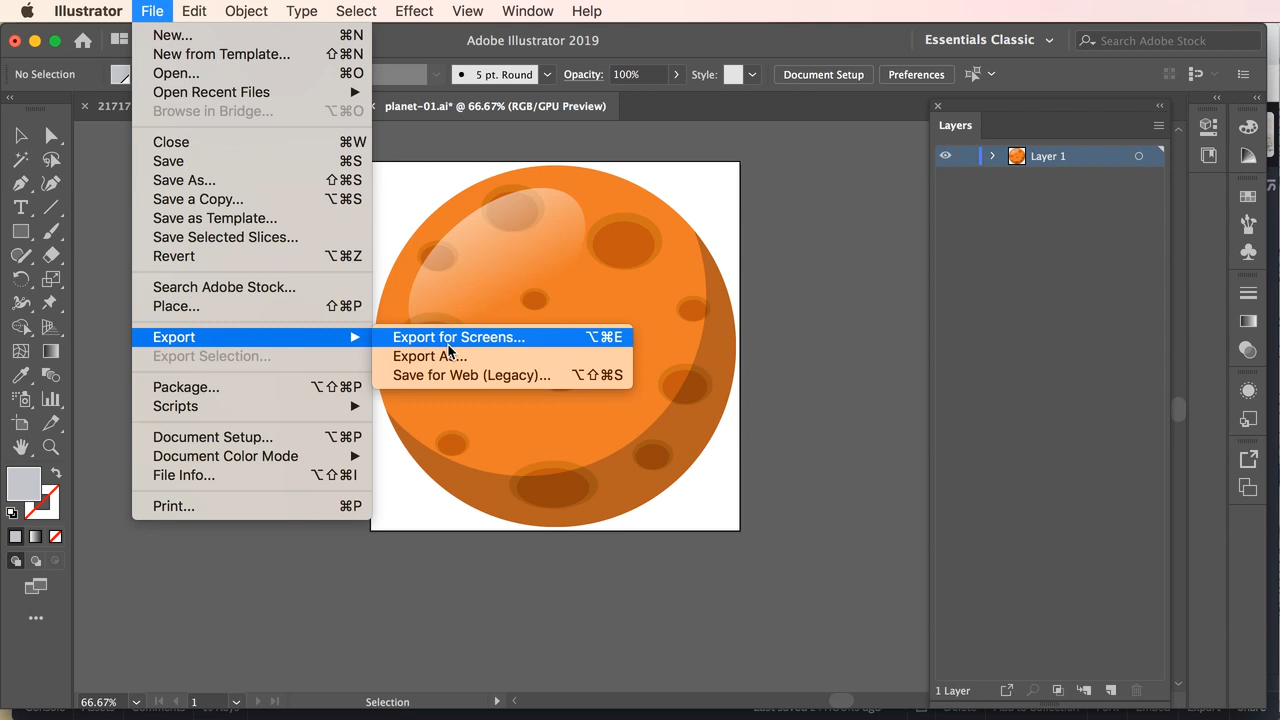 Illustrator File Edit Object Type Select Effect View Window Help
Adobe Illustrator 2019
Essentials Classic
Search Adobe Stock
No Selection
5 pt. Round
Opacity: 100%
Style:
Document Setup
Preferences
21717
planet-01.ai* @ 66.67% (RGB/GPU Preview)
New... ⌘N
New from Template... ⇧⌘N
Open... ⌘O
Open Recent Files
Browse in Bridge... ⌥⌘O
Close ⌘W
Save ⌘S
Save As... ⇧⌘S
Save a Copy... ⌥⌘S
Save as Template...
Save Selected Slices...
Revert ⌥⌘Z
Search Adobe Stock...
Place... ⇧⌘P
Export
Export Selection...
Package... ⌥⇧⌘P
Scripts
Document Setup... ⌥⌘P
Document Color Mode
File Info... ⌥⇧⌘I
Print... ⌘P
Export for Screens... ⌥⌘E
Export As...
Save for Web (Legacy)... ⌥⇧⌘S
Layers
Layer 1
1 Layer
66.67%
1
Selection